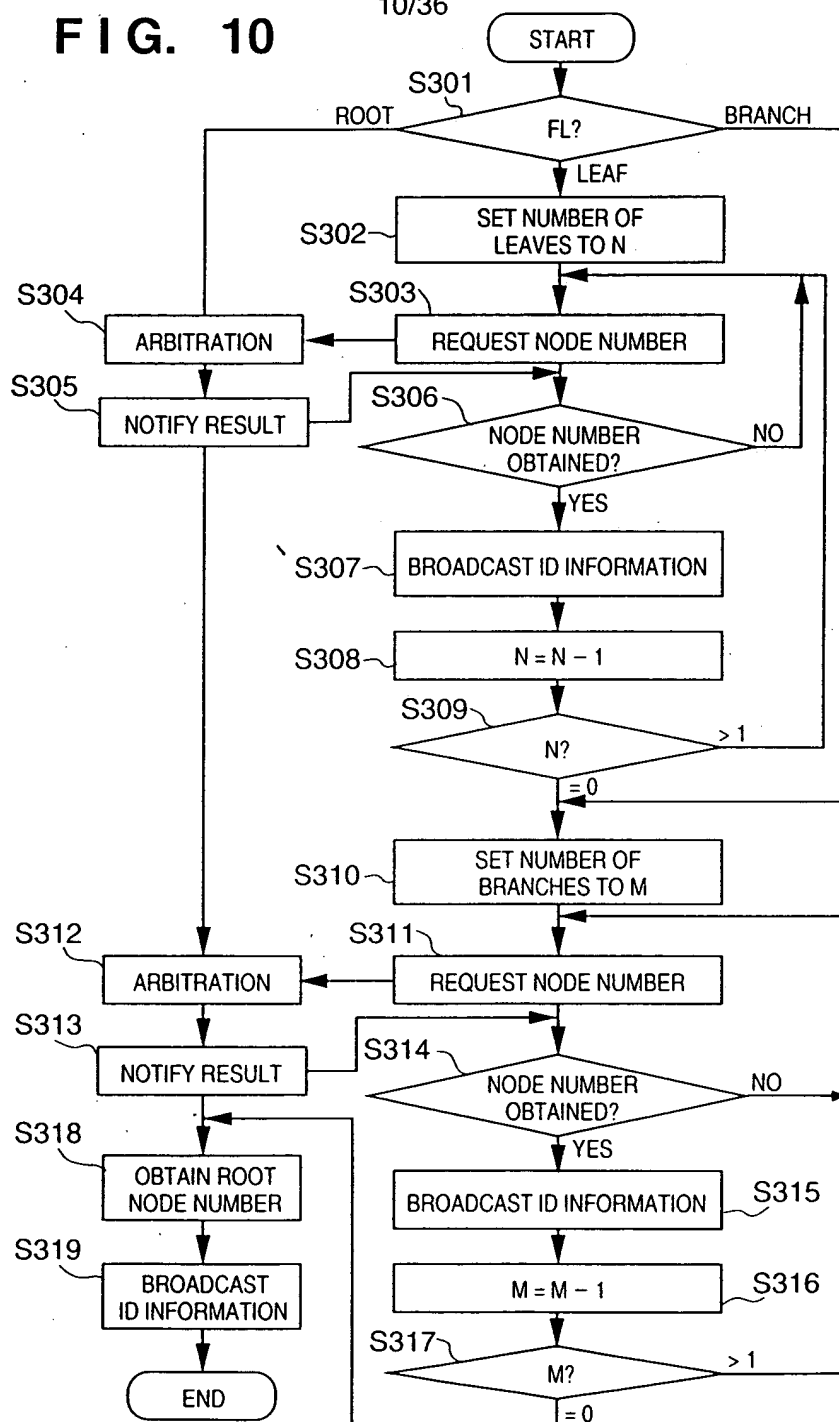 10/36
FIG. 10
START
S301
ROOT
FL?
BRANCH
LEAF
S302
SET NUMBER OF
LEAVES TO N
S304
S303
ARBITRATION
REQUEST NODE NUMBER
S305
NOTIFY RESULT
S306
NODE NUMBER
OBTAINED?
NO
YES
S307
BROADCAST ID INFORMATION
S308
N = N – 1
S309
N?
> 1
= 0
S310
SET NUMBER OF
BRANCHES TO M
S312
S311
ARBITRATION
REQUEST NODE NUMBER
S313
NOTIFY RESULT
S314
NODE NUMBER
OBTAINED?
NO
YES
S318
OBTAIN ROOT
NODE NUMBER
BROADCAST ID INFORMATION
S315
S319
BROADCAST
ID INFORMATION
M = M – 1
S316
S317
M?
> 1
END
= 0